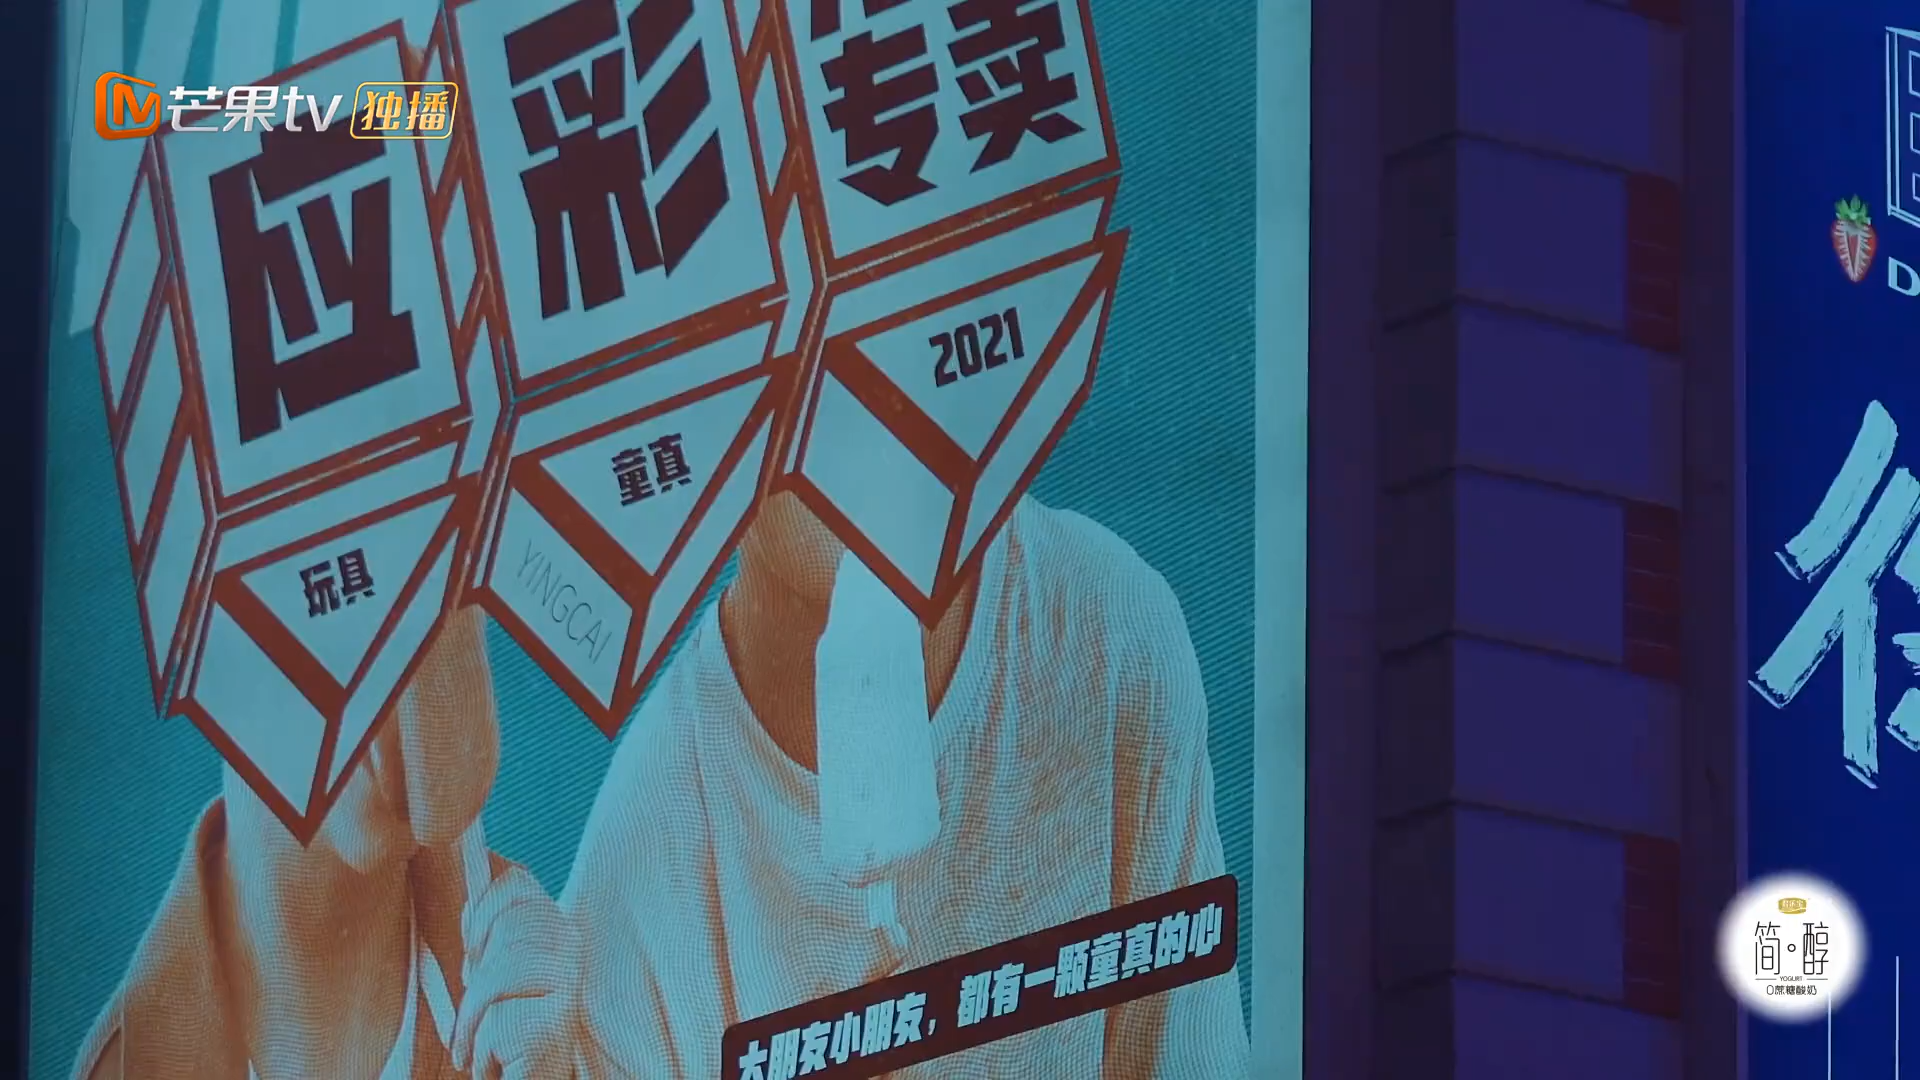 芒果tv 独播
应
彩
专卖
2021
童真
YINGCAI
玩具
大朋友小朋友，都有一颗童真的心
D
简·醇
YOGURT
0蔗糖酸奶